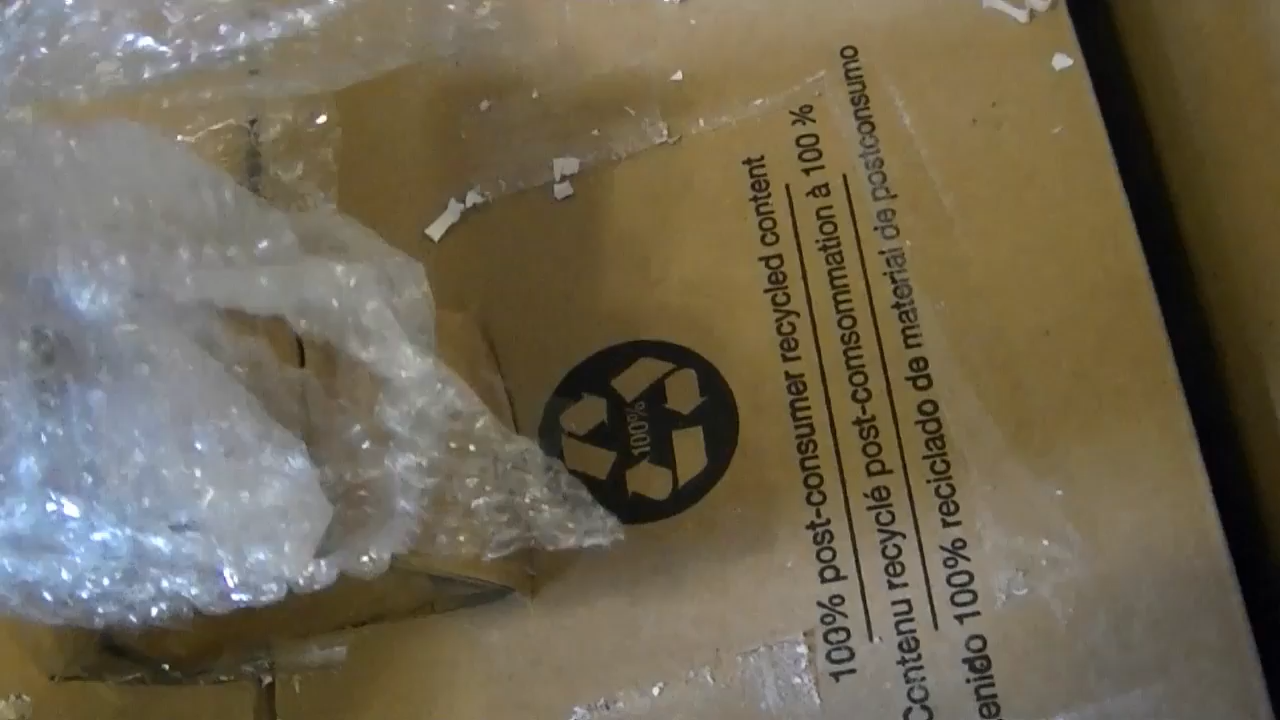 100%
100% post-consumer recycled content
Contenu recyclé post-comsommation à 100 %
enido 100% reciclado de material de postconsumo